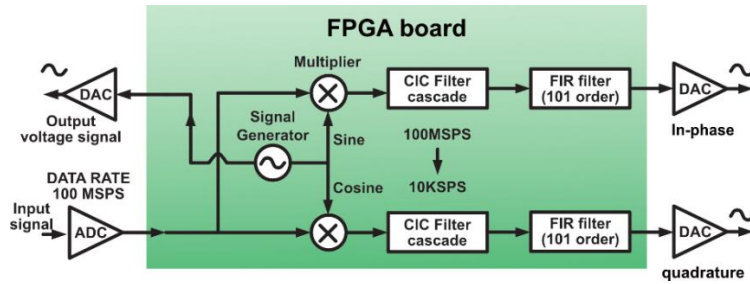 FPGA board
Multiplier
DAC
Output
voltage signal
Signal
Generator
Sine
Cosine
CIC Filter
cascade
FIR filter
(101 order)
DAC
In-phase
100MSPS
10KSPS
DATA RATE
100 MSPS
Input
signal
ADC
CIC Filter
cascade
FIR filter
(101 order)
DAC
quadrature